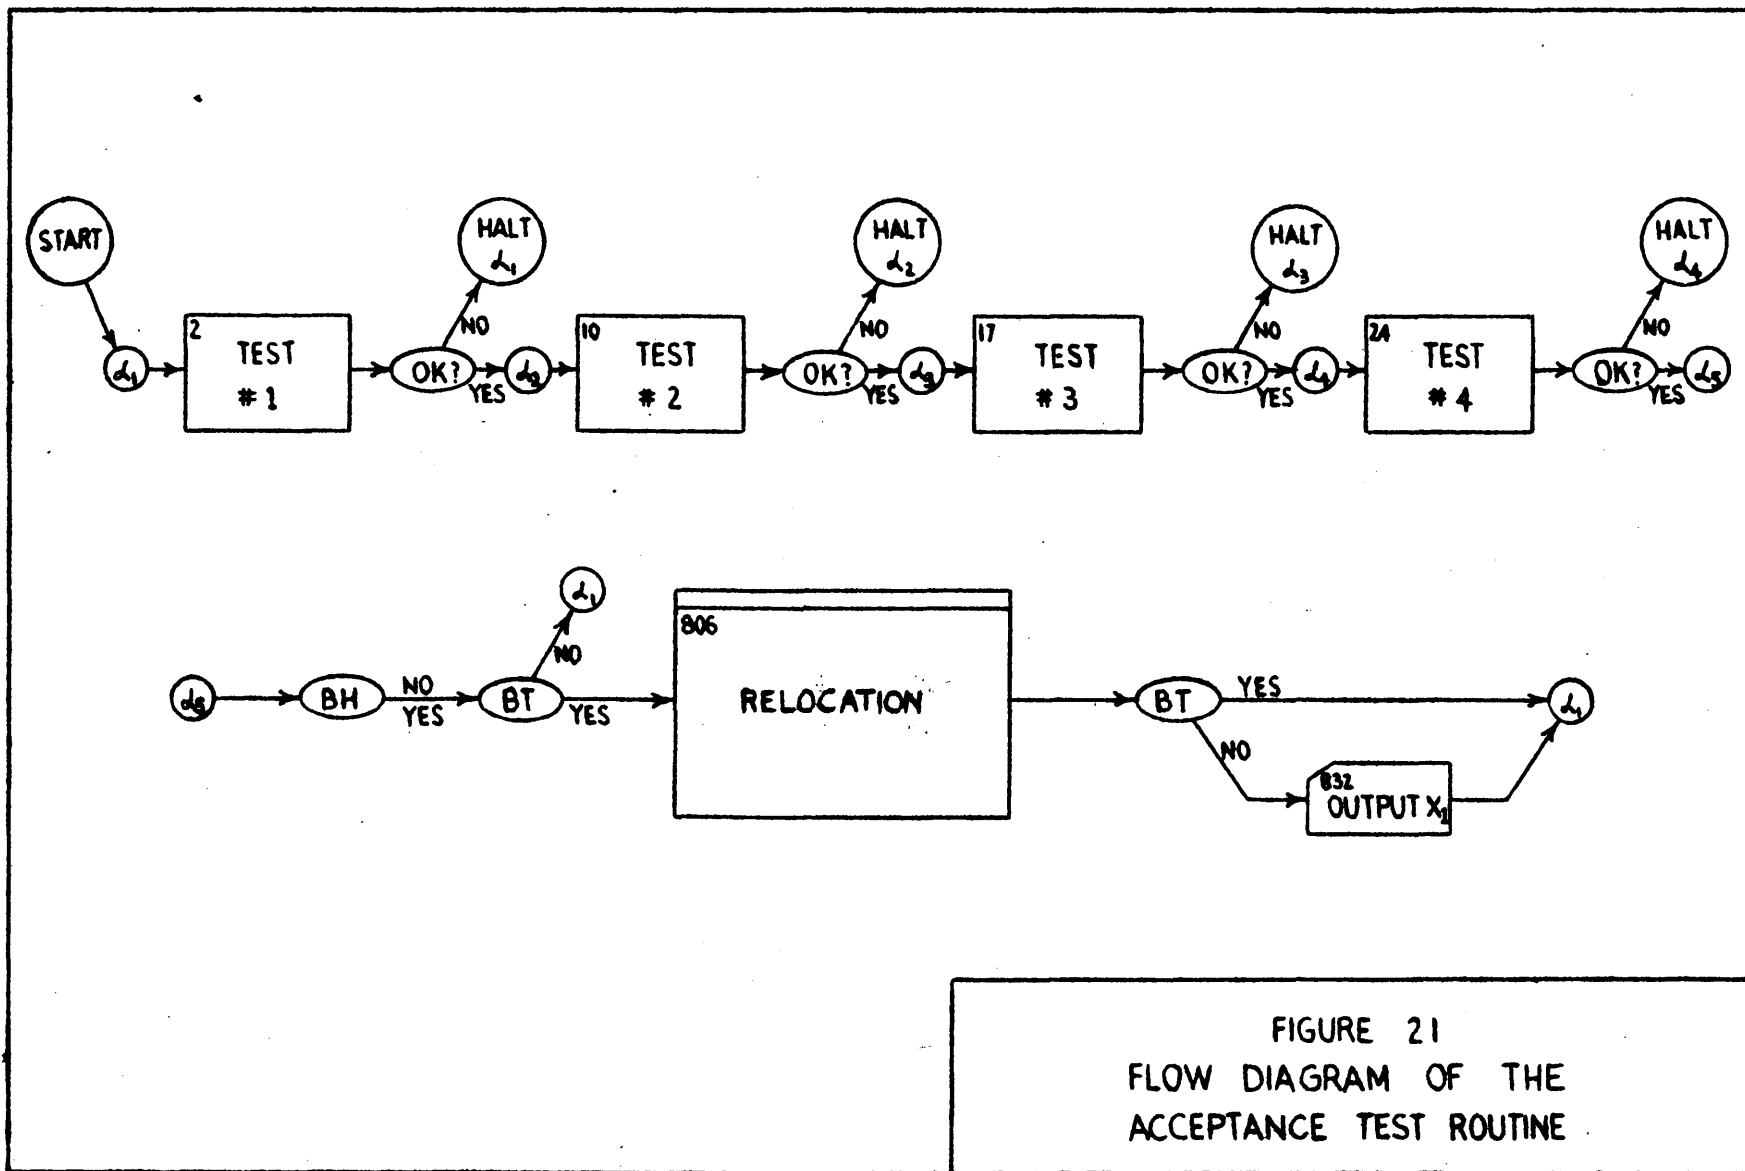 START
HALT
α₁
HALT
α₂
HALT
α₃
HALT
α₄
NO
NO
NO
NO
α₁
2
TEST
# 1
OK?
YES
α₂
10
TEST
# 2
OK?
YES
α₃
17
TEST
# 3
OK?
YES
α₄
24
TEST
# 4
OK?
YES
α₅
α₁
NO
α₅
BH
NO
YES
BT
YES
806
RELOCATION
BT
YES
α₁
NO
832
OUTPUT X₁
FIGURE 21
FLOW DIAGRAM OF THE
ACCEPTANCE TEST ROUTINE